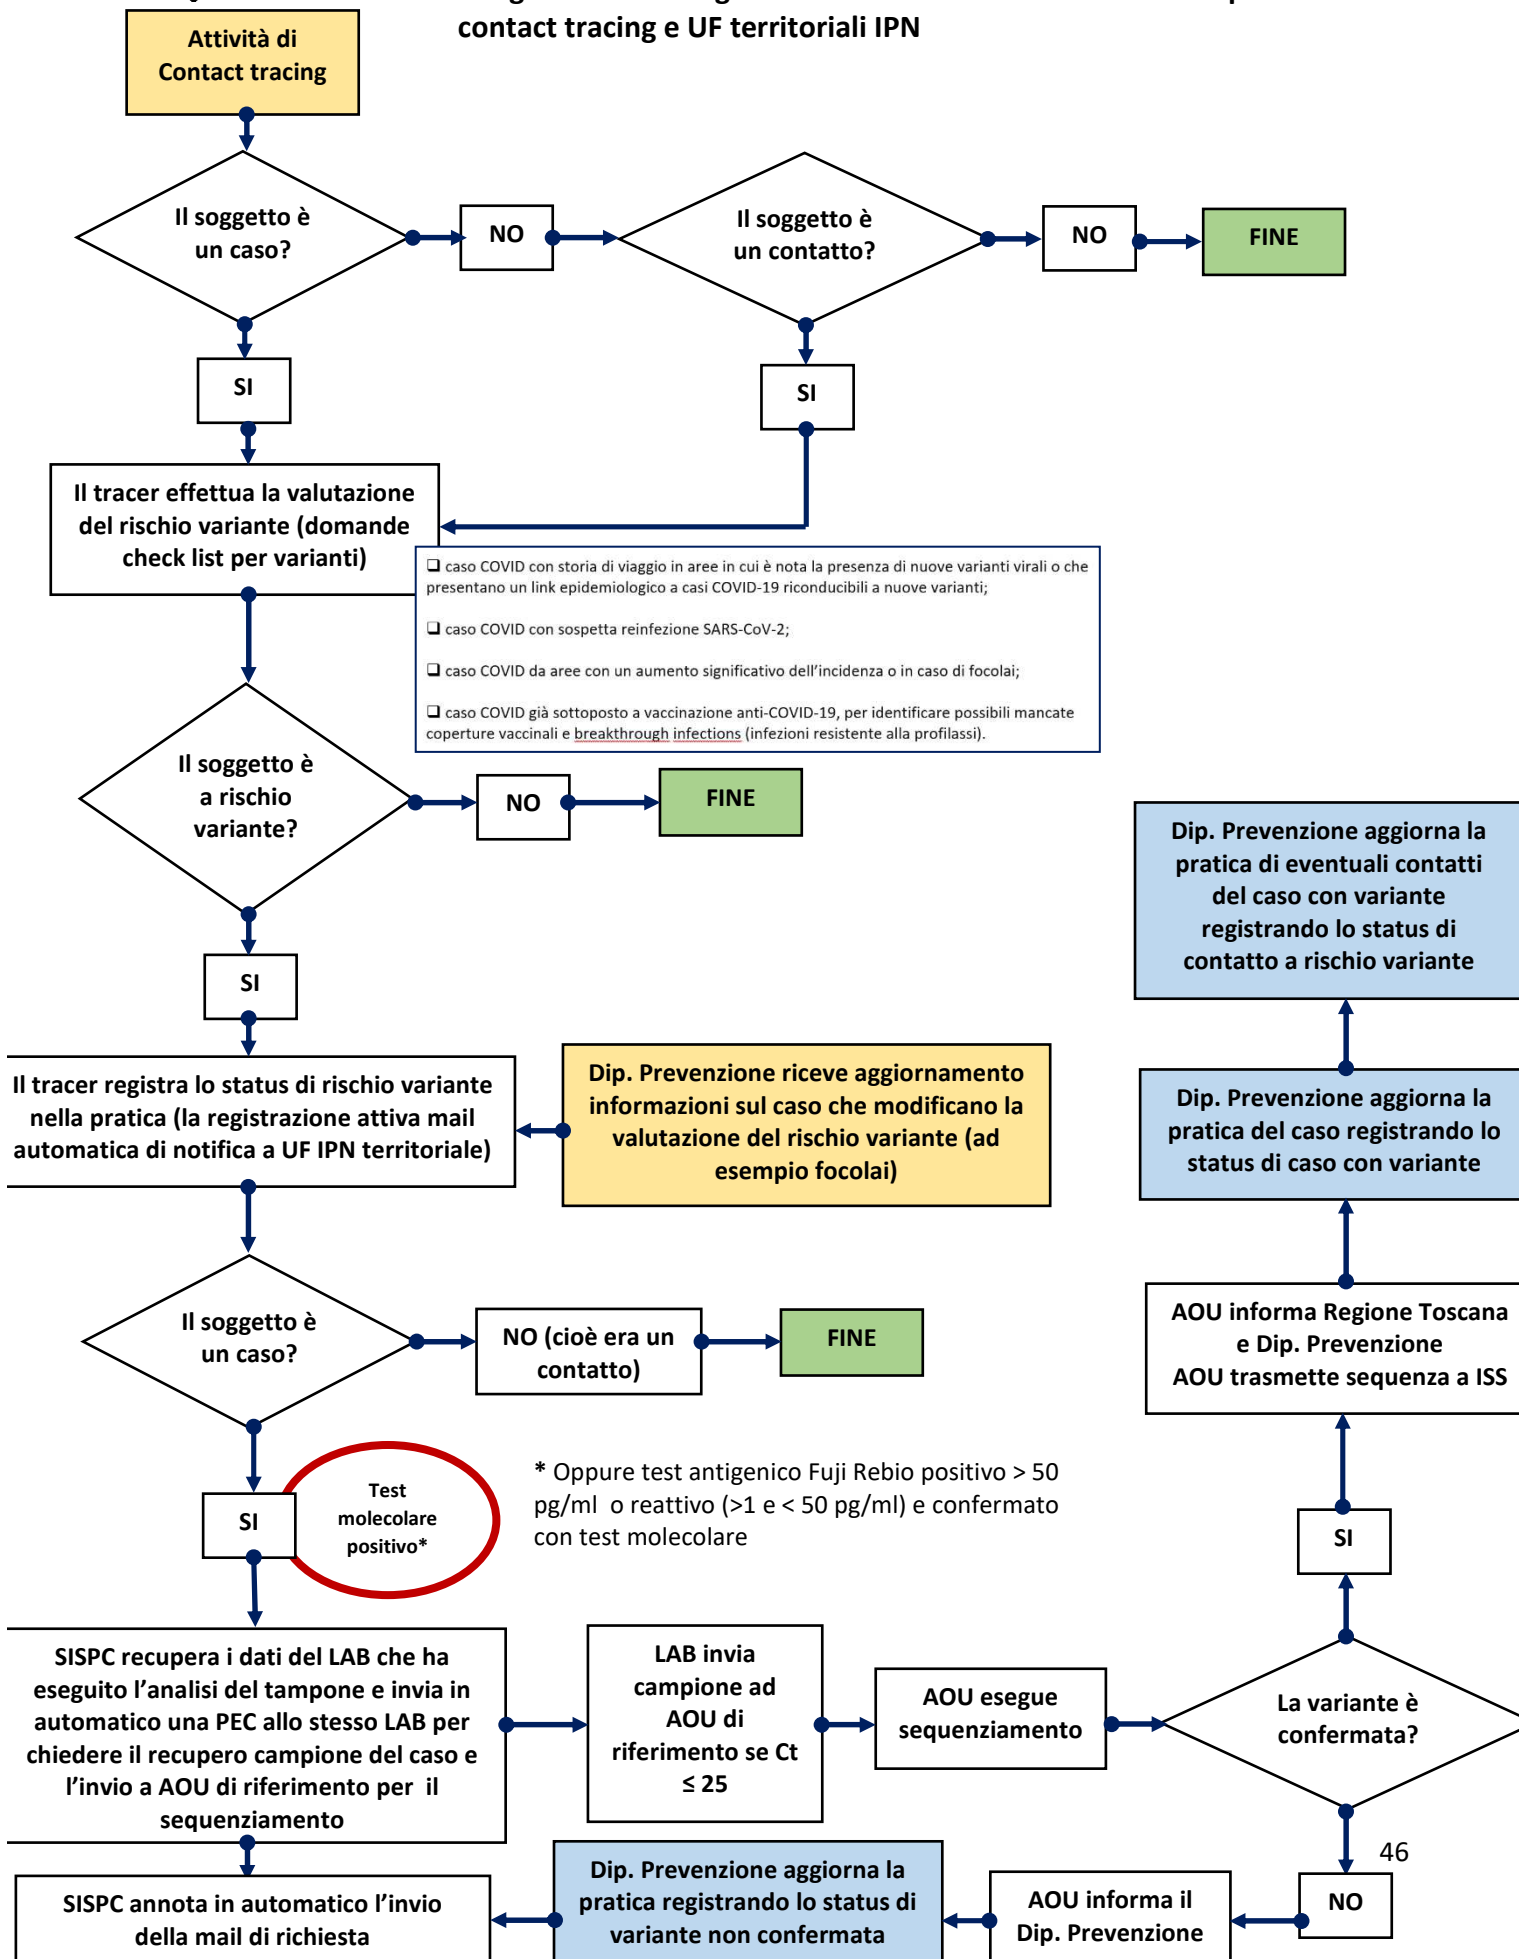 contact tracing e UF territoriali IPN
Attività di
Contact tracing
Il soggetto è
un caso?
NO
Il soggetto è
un contatto?
NO
FINE
SI
SI
Il tracer effettua la valutazione
del rischio variante (domande
check list per varianti)
❑ caso COVID con storia di viaggio in aree in cui è nota la presenza di nuove varianti virali o che
presentano un link epidemiologico a casi COVID-19 riconducibili a nuove varianti;
❑ caso COVID con sospetta reinfezione SARS-CoV-2;
❑ caso COVID da aree con un aumento significativo dell'incidenza o in caso di focolai;
❑ caso COVID già sottoposto a vaccinazione anti-COVID-19, per identificare possibili mancate
coperture vaccinali e breakthrough infections (infezioni resistente alla profilassi).
Il soggetto è
a rischio
variante?
NO
FINE
SI
Il tracer registra lo status di rischio variante
nella pratica (la registrazione attiva mail
automatica di notifica a UF IPN territoriale)
Dip. Prevenzione riceve aggiornamento
informazioni sul caso che modificano la
valutazione del rischio variante (ad
esempio focolai)
Dip. Prevenzione aggiorna la
pratica di eventuali contatti
del caso con variante
registrando lo status di
contatto a rischio variante
Dip. Prevenzione aggiorna la
pratica del caso registrando lo
status di caso con variante
Il soggetto è
un caso?
NO (cioè era un
contatto)
FINE
AOU informa Regione Toscana
e Dip. Prevenzione
AOU trasmette sequenza a ISS
SI
Test
molecolare
positivo*
* Oppure test antigenico Fuji Rebio positivo > 50
pg/ml o reattivo (>1 e < 50 pg/ml) e confermato
con test molecolare
SI
SISPC recupera i dati del LAB che ha
eseguito l'analisi del tampone e invia in
automatico una PEC allo stesso LAB per
chiedere il recupero campione del caso e
l'invio a AOU di riferimento per il
sequenziamento
LAB invia
campione ad
AOU di
riferimento se Ct
≤ 25
AOU esegue
sequenziamento
La variante è
confermata?
46
NO
AOU informa il
Dip. Prevenzione
Dip. Prevenzione aggiorna la
pratica registrando lo status di
variante non confermata
SISPC annota in automatico l'invio
della mail di richiesta